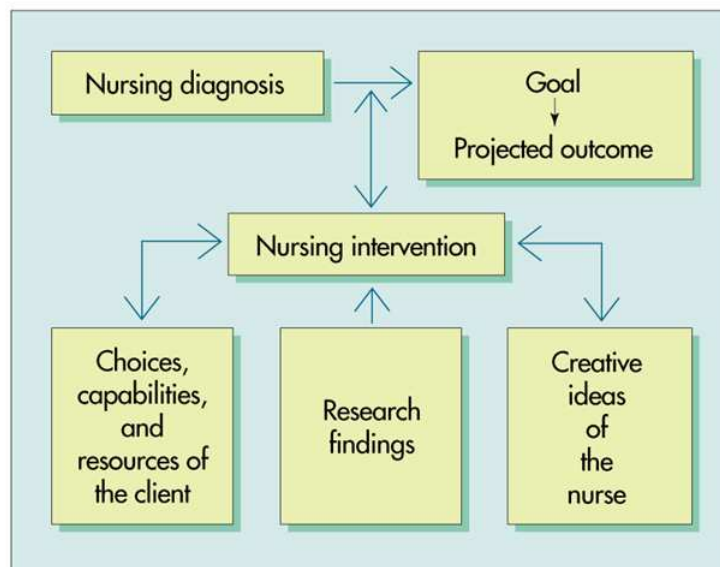 Nursing diagnosis
Goal
Projected outcome
Nursing intervention
Choices,
capabilities,
and
resources of
the client
Research
findings
Creative
ideas
of
the
nurse